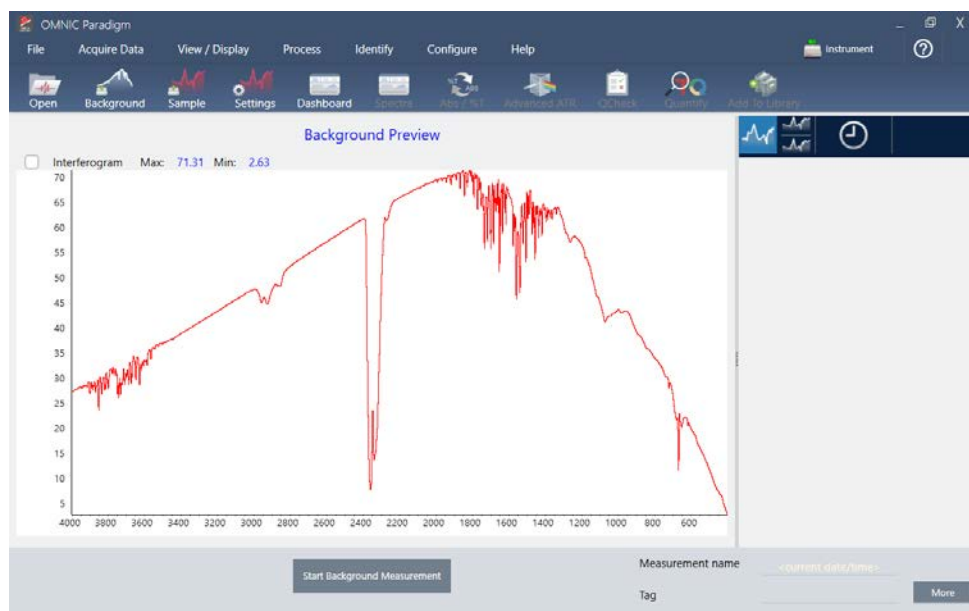 OMNIC Paradigm
File Acquire Data View / Display Process Identify Configure Help Instrument
Open Background Sample Settings Dashboard Spectra Abs / %T Advanced ATR QCheck Quantify Add To Library
Background Preview
Interferogram Max: 71.31 Min: 2.63
70
65
60
55
50
45
40
35
30
25
20
15
10
5
4000 3800 3600 3400 3200 3000 2800 2600 2400 2200 2000 1800 1600 1400 1200 1000 800 600
Start Background Measurement
Measurement name <current date/time>
Tag
More